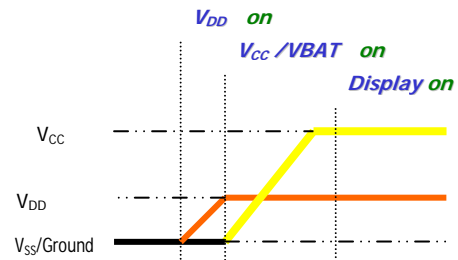 VDD on
VCC /VBAT on
Display on
VCC
VDD
VSS/Ground